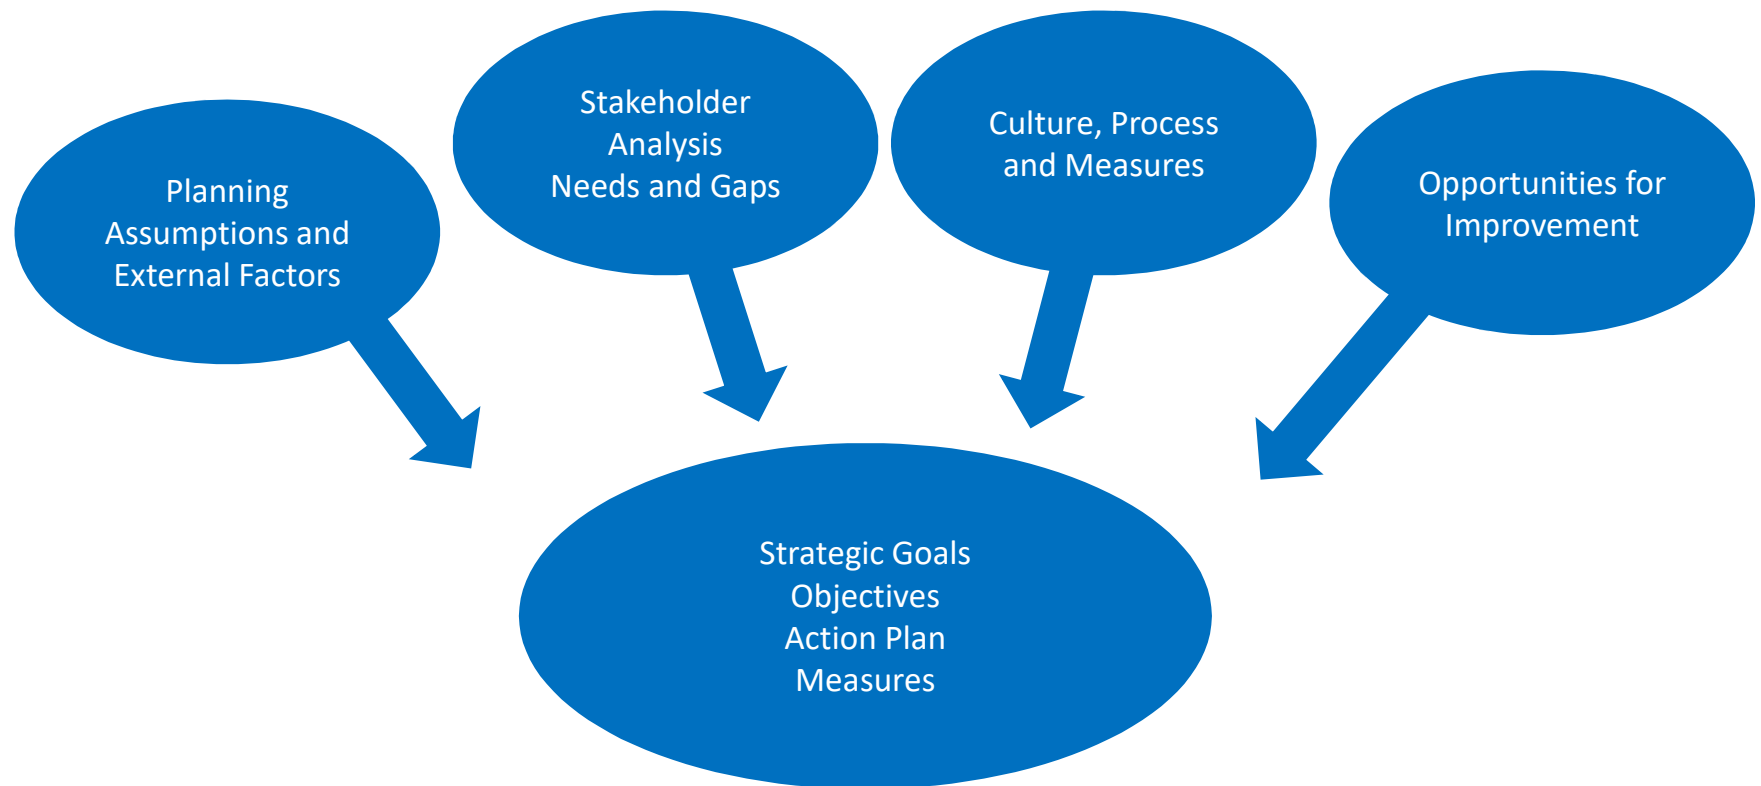 Planning
Assumptions and
External Factors
Stakeholder
Analysis
Needs and Gaps
Culture, Process
and Measures
Opportunities for
Improvement
Strategic Goals
Objectives
Action Plan
Measures